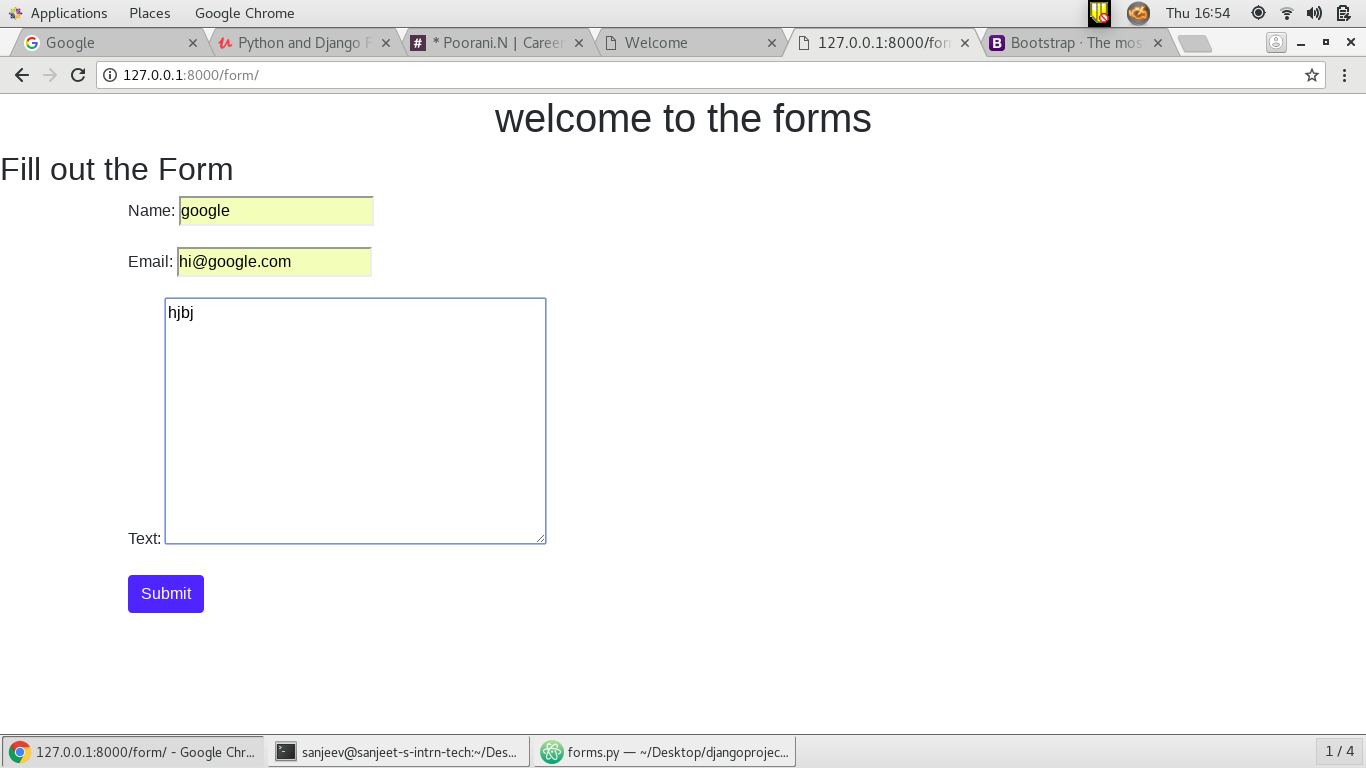 Applications Places Google Chrome Thu 16:54
Google Python and Django F # * Poorani.N | Career Welcome 127.0.0.1:8000/form B Bootstrap · The mos
127.0.0.1:8000/form/
welcome to the forms
Fill out the Form
Name: google
Email: hi@google.com
hjbj
Text:
Submit
127.0.0.1:8000/form/ - Google Chr... sanjeev@sanjeet-s-intrn-tech:~/Des... forms.py — ~/Desktop/djangoprojec... 1 / 4